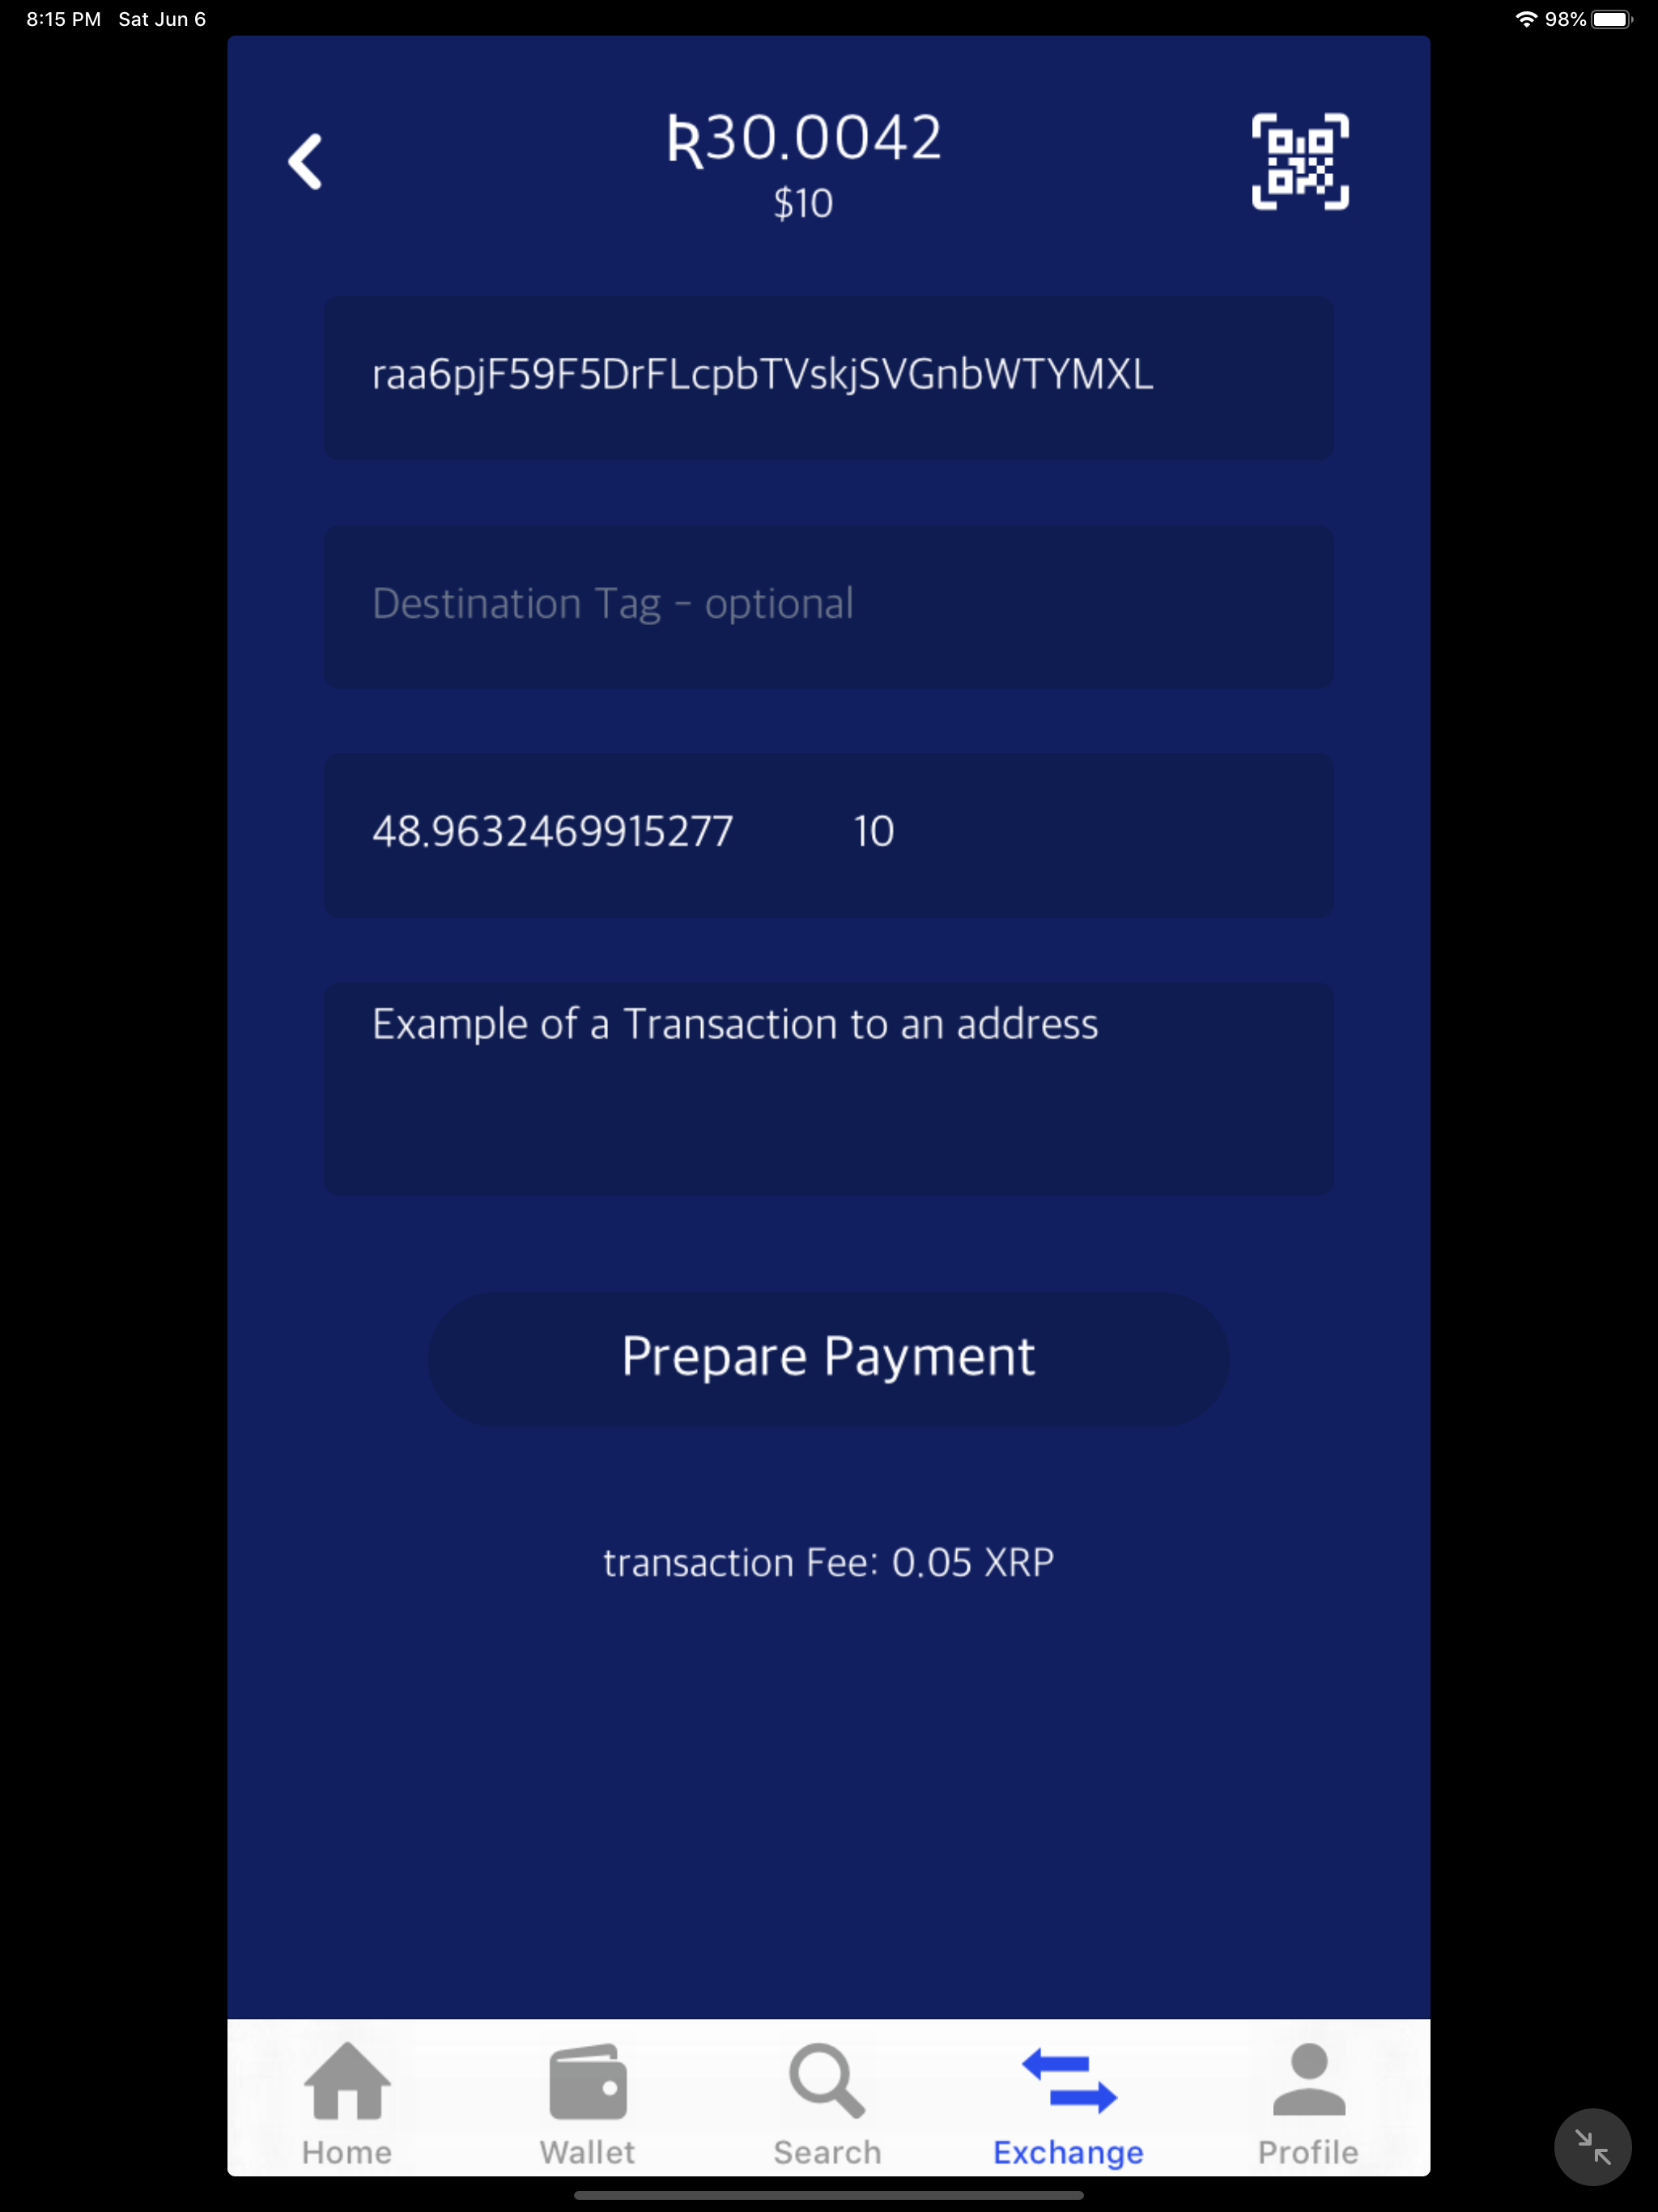 8:15 PM Sat Jun 6 98%
Ʀ30.0042
$10
raa6pjF59F5DrFLcpbTVskjSVGnbWTYMXL
Destination Tag - optional
48.9632469915277 10
Example of a Transaction to an address
Prepare Payment
transaction Fee: 0.05 XRP
Home Wallet Search Exchange Profile